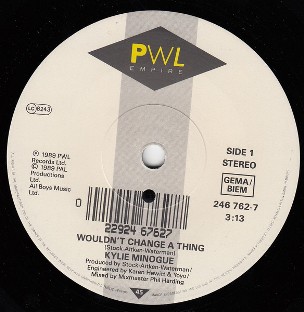 PWL
EMPIRE
LC 8243
℗ 1989 PWL
Records Ltd.
© 1989 PWL
Productions
Ltd.
All Boys Music
Ltd.
SIDE 1
STEREO
GEMA/
BIEM
246 762-7
3:13
0
22924 67627
WOULDN'T CHANGE A THING
(Stock-Aitken-Waterman)
KYLIE MINOGUE
Produced by Stock-Aitken-Waterman/
Engineered by Karen Hewitt & Yoyo/
Mixed by Mixmaster Phil Harding/
45